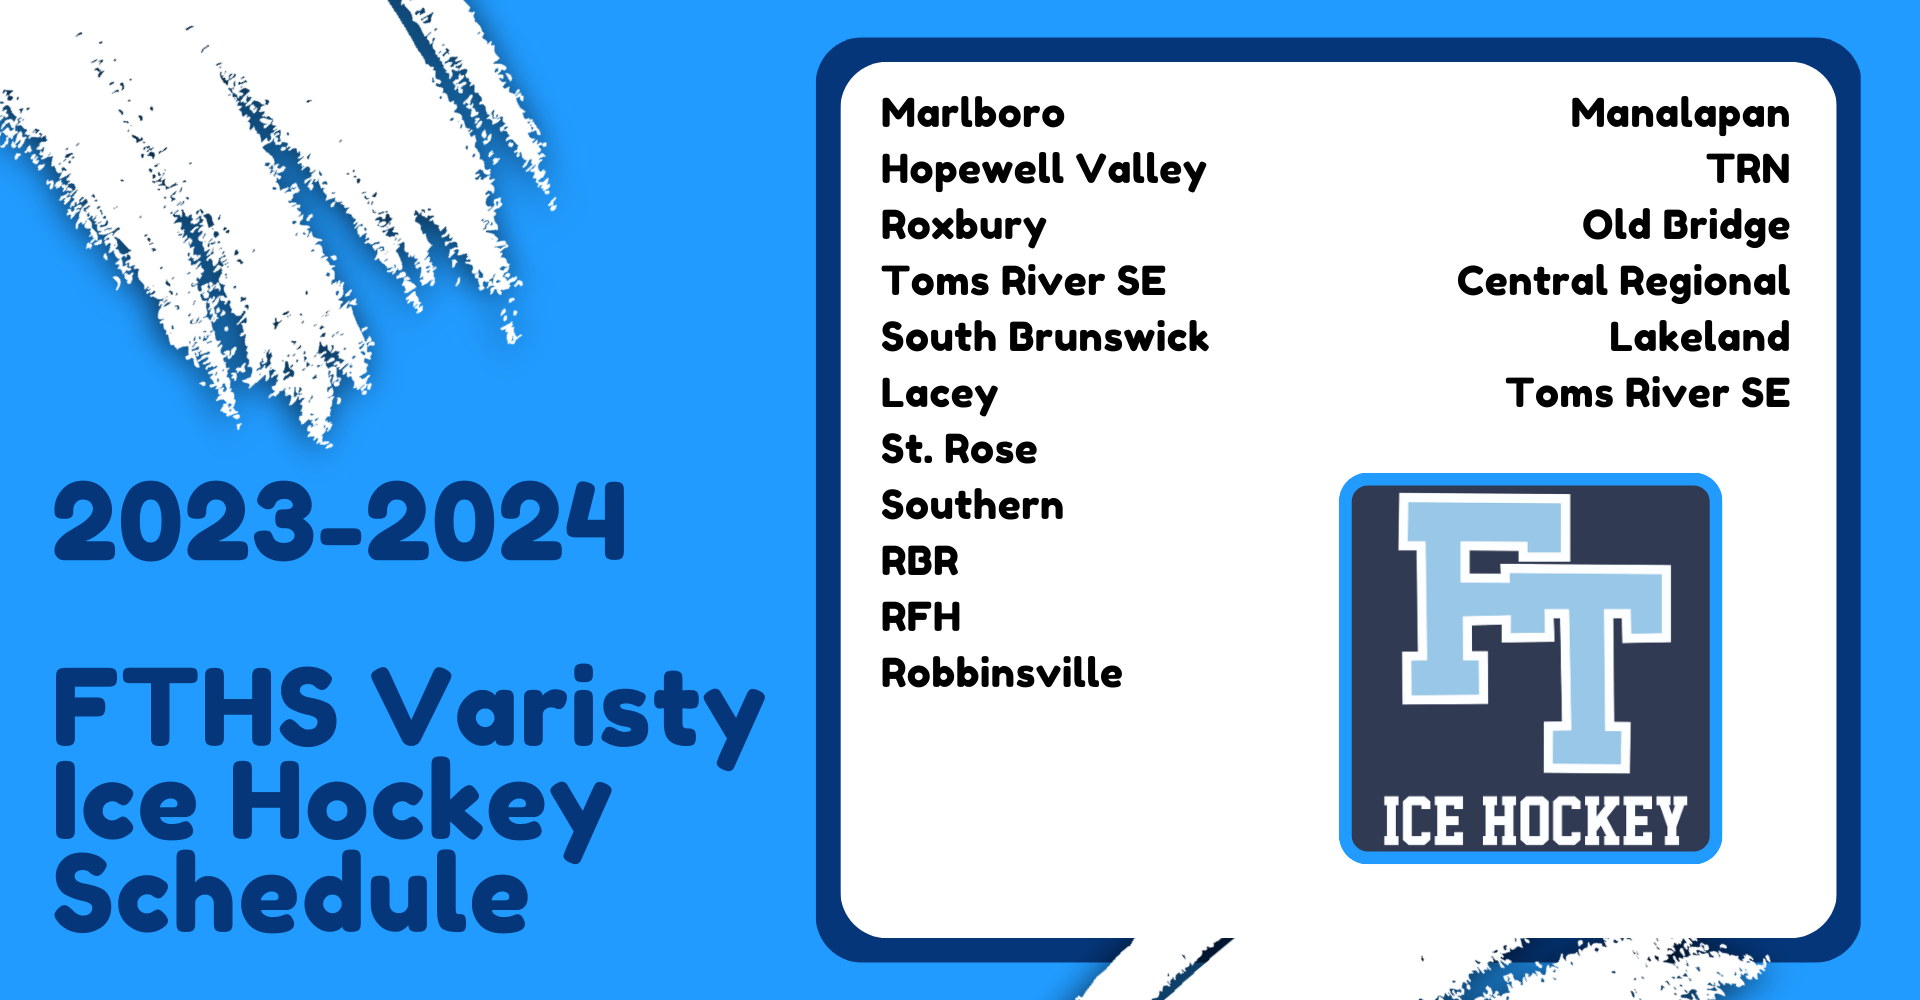 2023-2024
FTHS Varisty
Ice Hockey
Schedule
Marlboro
Hopewell Valley
Roxbury
Toms River SE
South Brunswick
Lacey
St. Rose
Southern
RBR
RFH
Robbinsville
Manalapan
TRN
Old Bridge
Central Regional
Lakeland
Toms River SE
FT
ICE HOCKEY